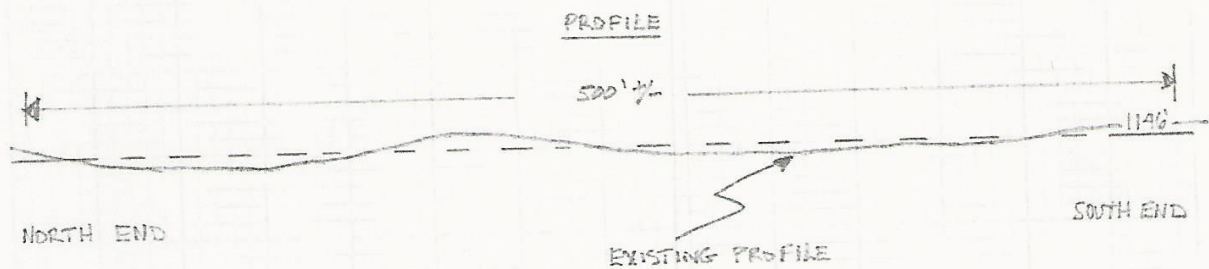 PROFILE
500' +/-
1146'
NORTH END
SOUTH END
EXISTING PROFILE